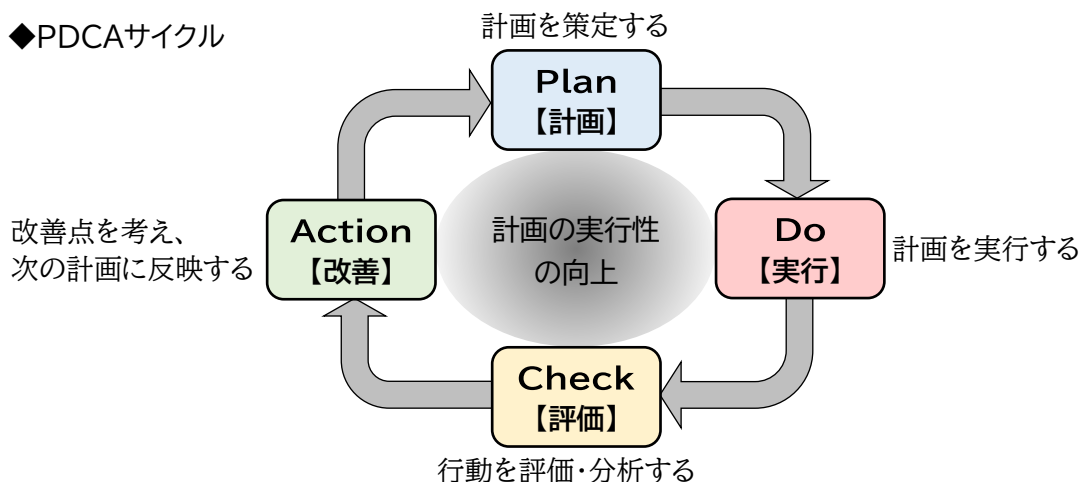 ◆PDCAサイクル
計画を策定する
Plan
【計画】
Do
【実行】
計画を実行する
Check
【評価】
行動を評価・分析する
Action
【改善】
改善点を考え、
次の計画に反映する
計画の実行性
の向上